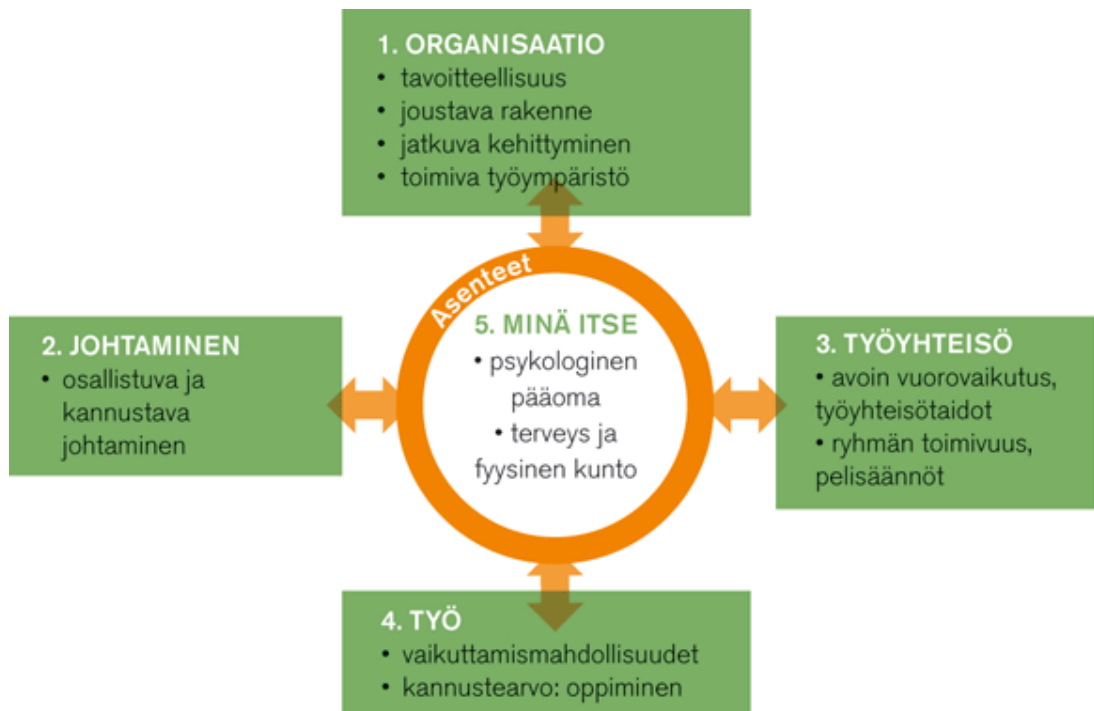 1. ORGANISAATIO
• tavoitteellisuus
• joustava rakenne
• jatkuva kehittyminen
• toimiva työympäristö
Asenteet
2. JOHTAMINEN
• osallistuva ja
kannustava
johtaminen
5. MINÄ ITSE
• psykologinen
pääoma
• terveys ja
fyysinen kunto
3. TYÖYHTEISÖ
• avoin vuorovaikutus,
työyhteisötaidot
• ryhmän toimivuus,
pelisäännöt
4. TYÖ
• vaikuttamismahdollisuudet
• kannustearvo: oppiminen